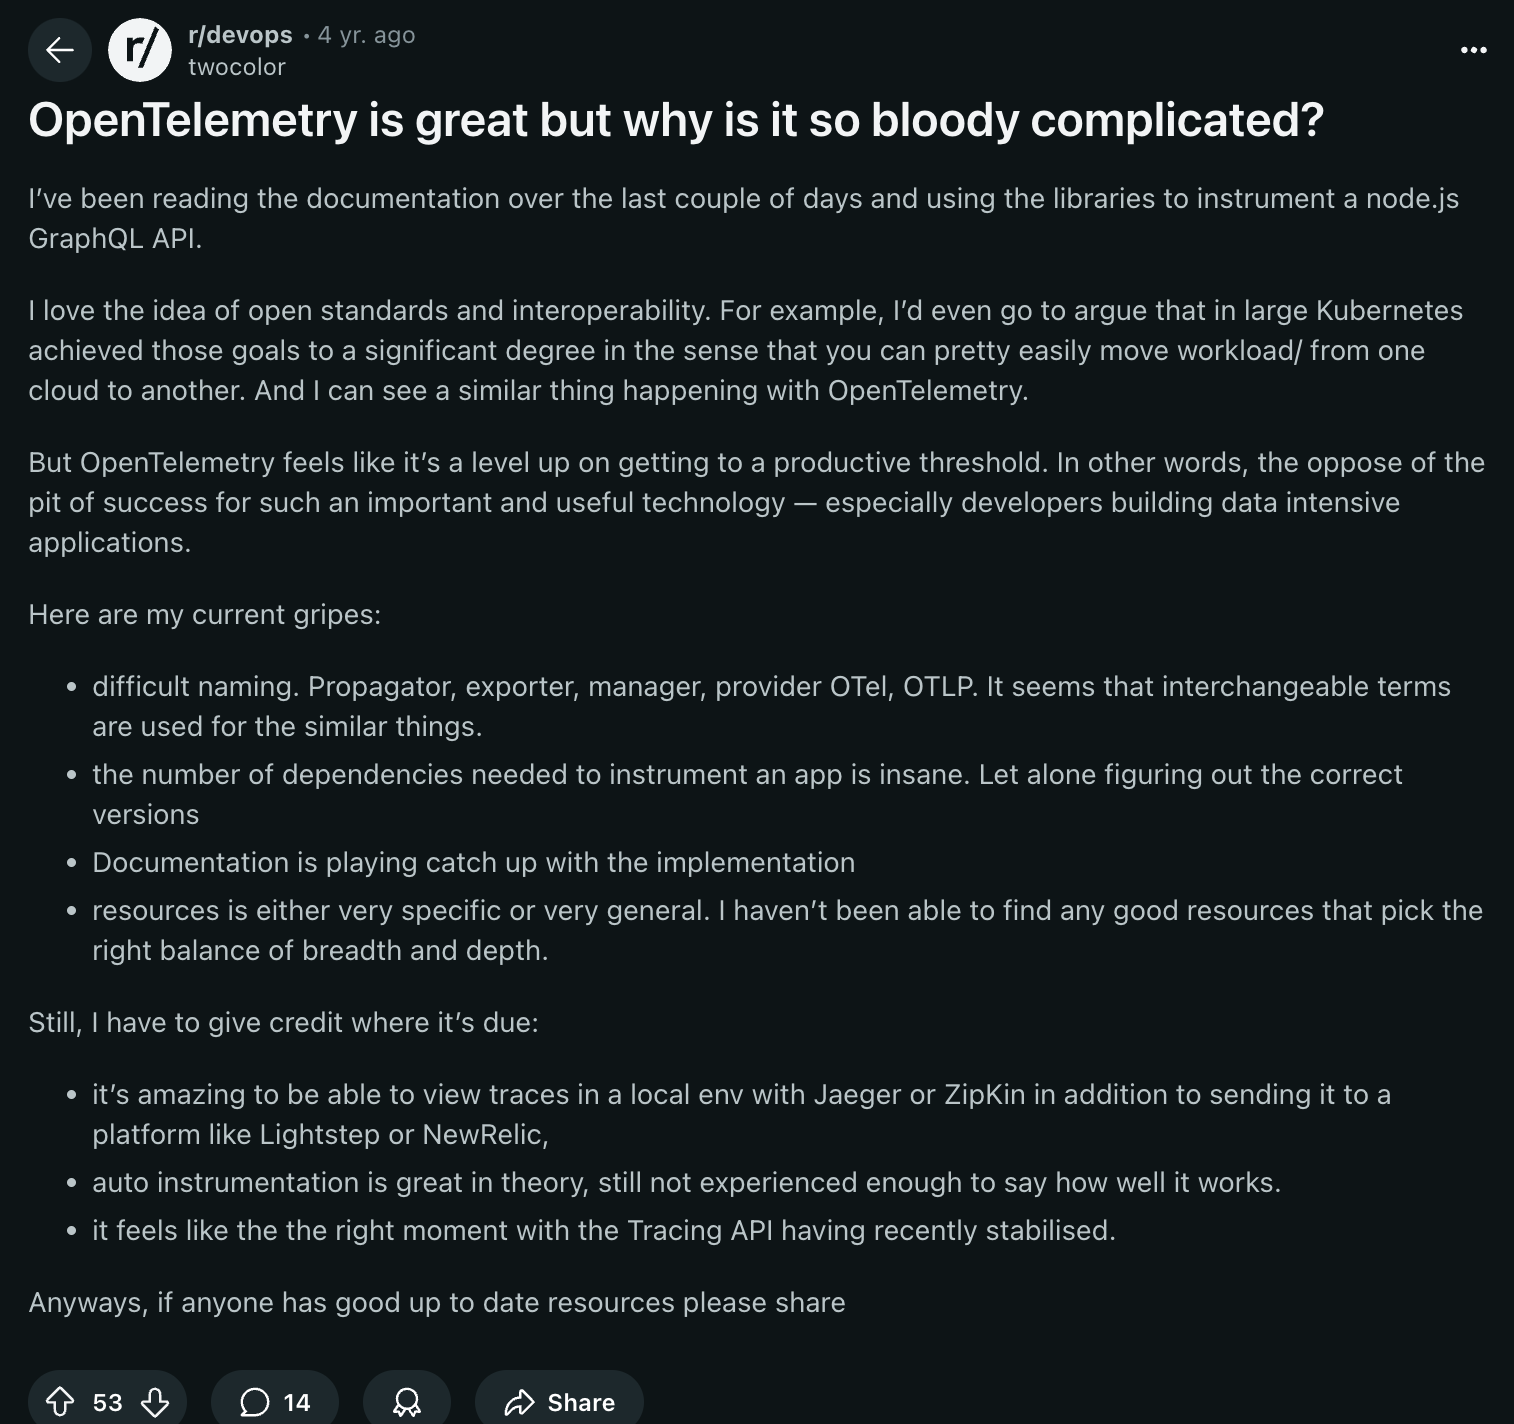 r/devops • 4 yr. ago
twocolor
OpenTelemetry is great but why is it so bloody complicated?
I’ve been reading the documentation over the last couple of days and using the libraries to instrument a node.js
GraphQL API.
I love the idea of open standards and interoperability. For example, I’d even go to argue that in large Kubernetes
achieved those goals to a significant degree in the sense that you can pretty easily move workload/ from one
cloud to another. And I can see a similar thing happening with OpenTelemetry.
But OpenTelemetry feels like it’s a level up on getting to a productive threshold. In other words, the oppose of the
pit of success for such an important and useful technology — especially developers building data intensive
applications.
Here are my current gripes:
• difficult naming. Propagator, exporter, manager, provider OTel, OTLP. It seems that interchangeable terms
are used for the similar things.
• the number of dependencies needed to instrument an app is insane. Let alone figuring out the correct
versions
• Documentation is playing catch up with the implementation
• resources is either very specific or very general. I haven’t been able to find any good resources that pick the
right balance of breadth and depth.
Still, I have to give credit where it’s due:
• it’s amazing to be able to view traces in a local env with Jaeger or ZipKin in addition to sending it to a
platform like Lightstep or NewRelic,
• auto instrumentation is great in theory, still not experienced enough to say how well it works.
• it feels like the the right moment with the Tracing API having recently stabilised.
Anyways, if anyone has good up to date resources please share
53 14 Share